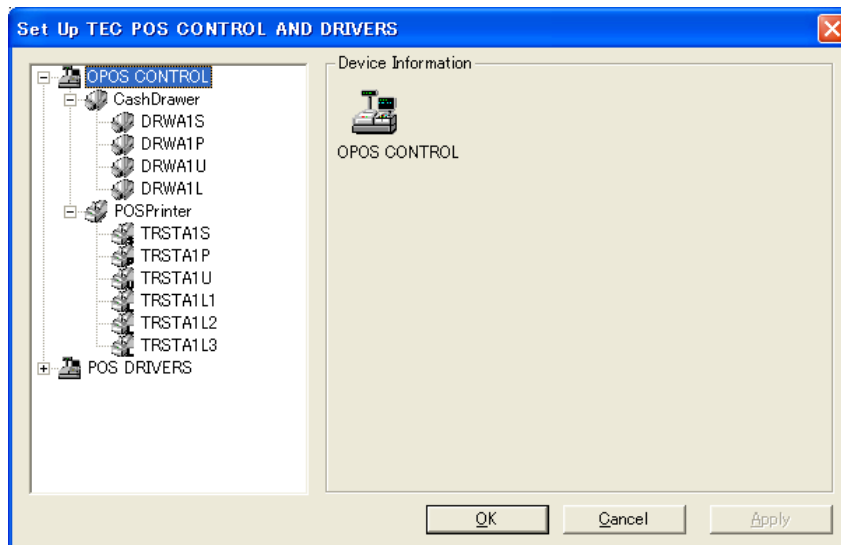 Set Up TEC POS CONTROL AND DRIVERS
OPOS CONTROL
CashDrawer
DRWA1S
DRWA1P
DRWA1U
DRWA1L
POSPrinter
TRSTA1S
TRSTA1P
TRSTA1U
TRSTA1L1
TRSTA1L2
TRSTA1L3
POS DRIVERS
Device Information
OPOS CONTROL
OK
Cancel
Apply